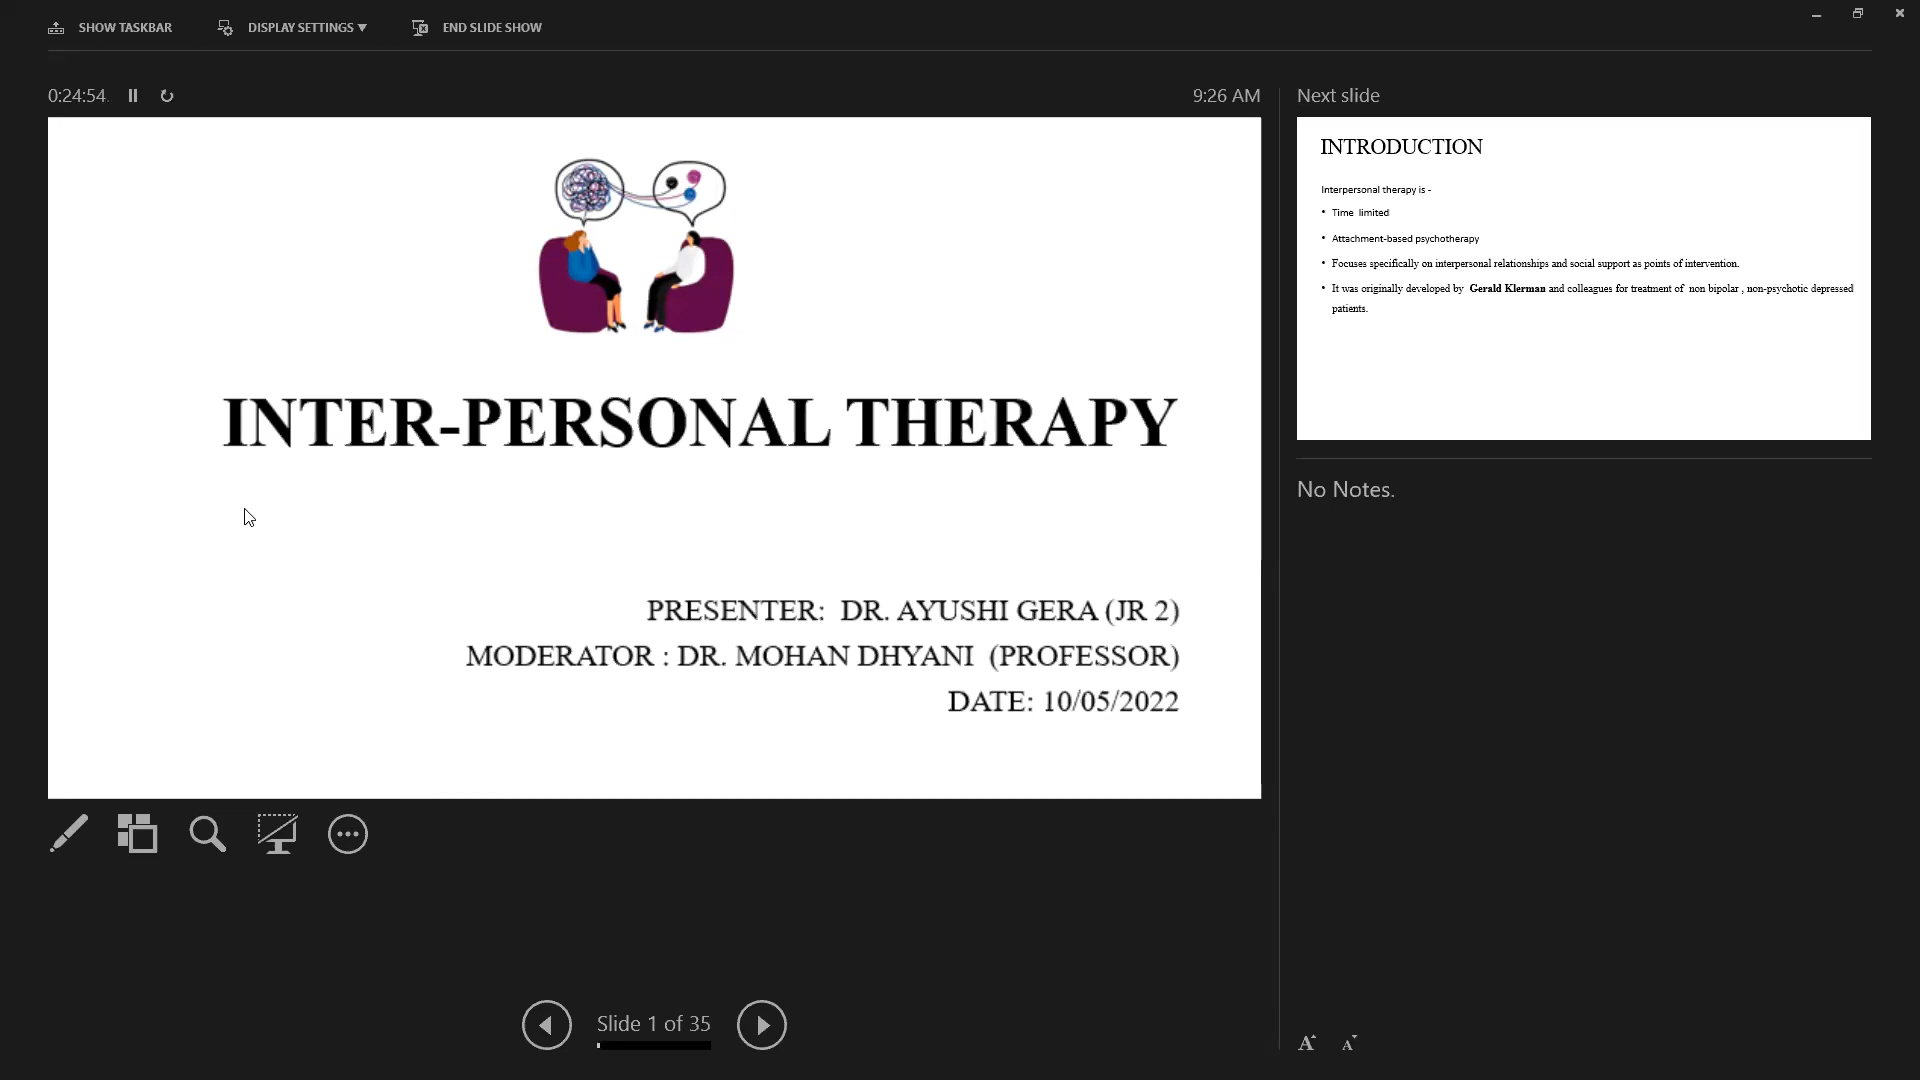 SHOW TASKBAR
DISPLAY SETTINGS ▼
END SLIDE SHOW
0:24:54
9:26 AM
Next slide
INTER-PERSONAL THERAPY
PRESENTER: DR. AYUSHI GERA (JR 2)
MODERATOR : DR. MOHAN DHYANI (PROFESSOR)
DATE: 10/05/2022
INTRODUCTION
Interpersonal therapy is -
• Time limited
• Attachment-based psychotherapy
• Focuses specifically on interpersonal relationships and social support as points of intervention.
• It was originally developed by Gerald Klerman and colleagues for treatment of non bipolar , non-psychotic depressed
patients.
No Notes.
Slide 1 of 35
A A